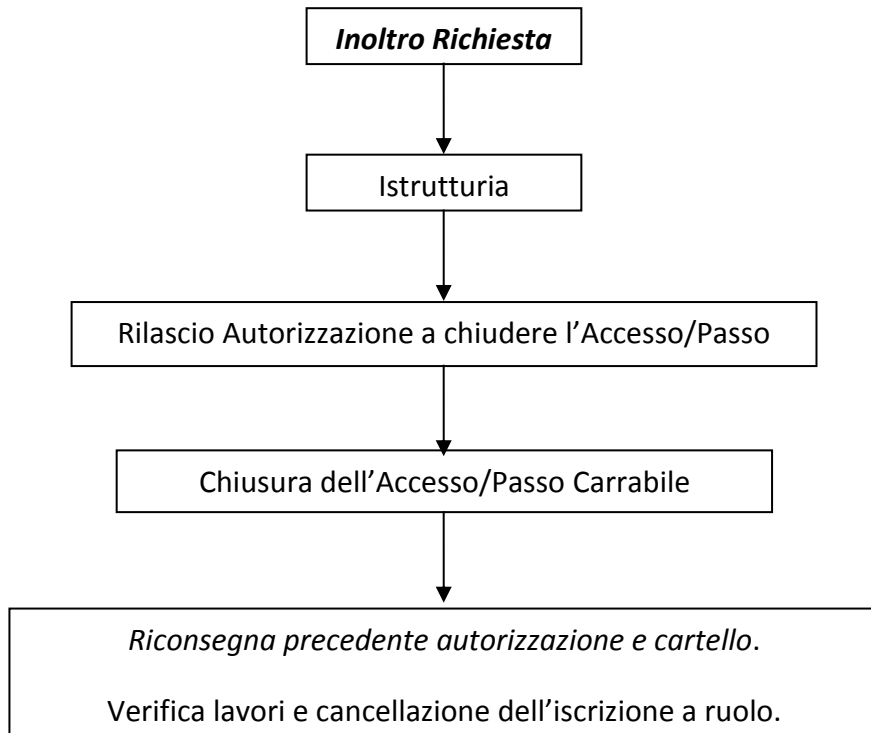 Inoltro Richiesta
Istrutturia
Rilascio Autorizzazione a chiudere l’Accesso/Passo
Chiusura dell’Accesso/Passo Carrabile
Riconsegna precedente autorizzazione e cartello.
Verifica lavori e cancellazione dell’iscrizione a ruolo.